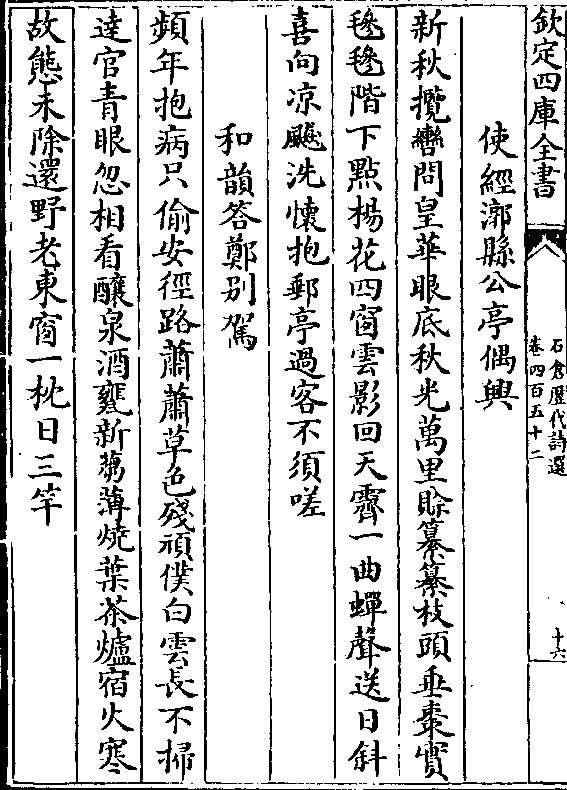 欽定四庫全書
石倉歷代詩選
卷四百五十二
十六
使經漷縣公亭偶興
新秋攬轡問皇華眼底秋光萬里賖纂纂枝頭垂棗實
毿毿階下點楊花四窗雲影回天霽一曲蟬聲送日斜
喜向凉飇洗懷抱郵亭過客不須嗟
和韻答鄭别駕
頻年抱病只偷安徑路蕭蕭草色殘頑僕白雲長不掃
達官青眼忽相看釀泉酒甕新蒭薄燒葉茶爐宿火寒
故態未除還野老東窗一枕日三竿